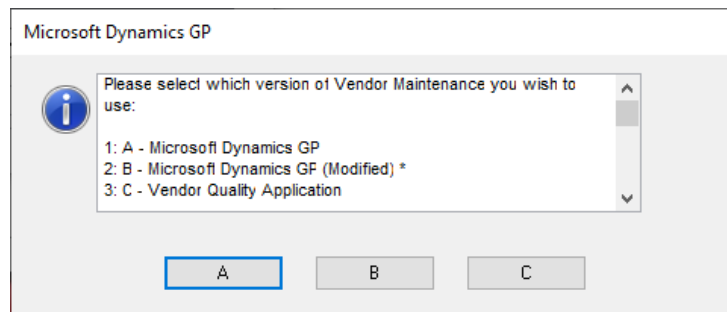 Microsoft Dynamics GP
Please select which version of Vendor Maintenance you wish to
use:
1: A - Microsoft Dynamics GP
2: B - Microsoft Dynamics GP (Modified) *
3: C - Vendor Quality Application
A
B
C